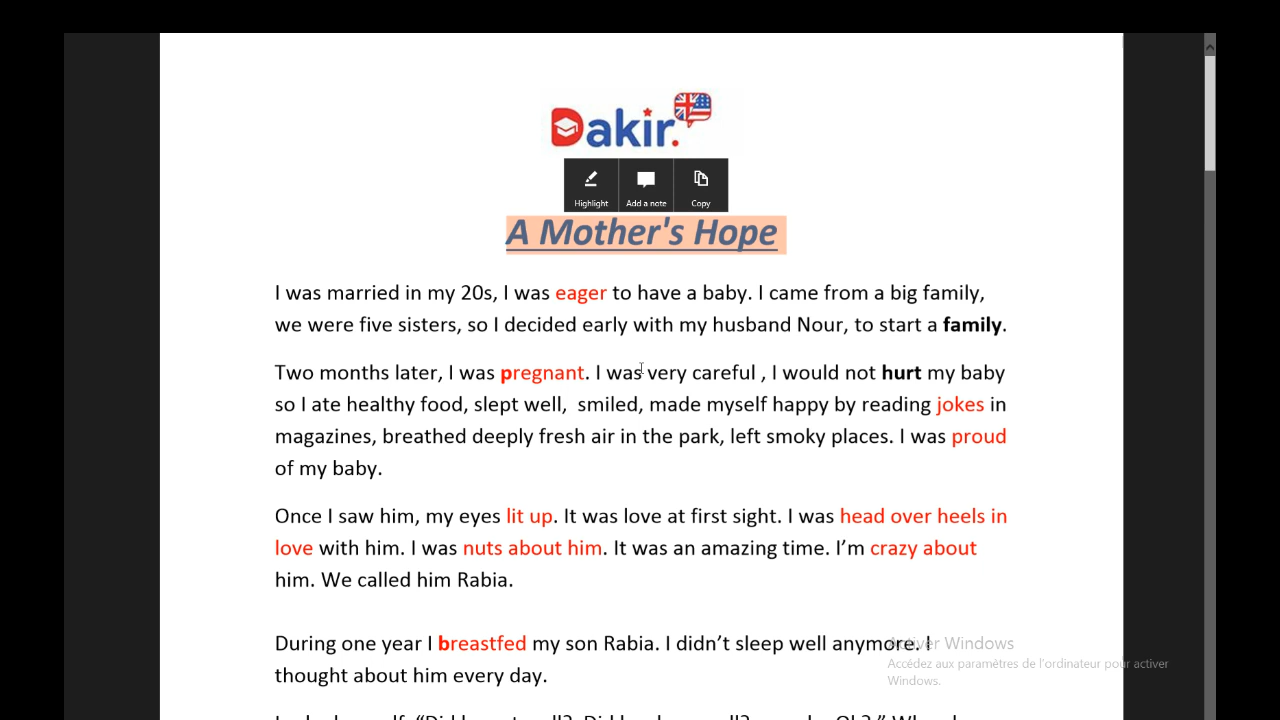 Dakir.
Highlight
Add a note
Copy
A Mother's Hope
I was married in my 20s, I was eager to have a baby. I came from a big family,
we were five sisters, so I decided early with my husband Nour, to start a family.
Two months later, I was pregnant. I was very careful , I would not hurt my baby
so I ate healthy food, slept well,  smiled, made myself happy by reading jokes in
magazines, breathed deeply fresh air in the park, left smoky places. I was proud
of my baby.
Once I saw him, my eyes lit up. It was love at first sight. I was head over heels in
love with him. I was nuts about him. It was an amazing time. I’m crazy about
him. We called him Rabia.
During one year I breastfed my son Rabia. I didn’t sleep well anymore. I
thought about him every day.
Activer Windows
Accédez aux paramètres de l'ordinateur pour activer
Windows.